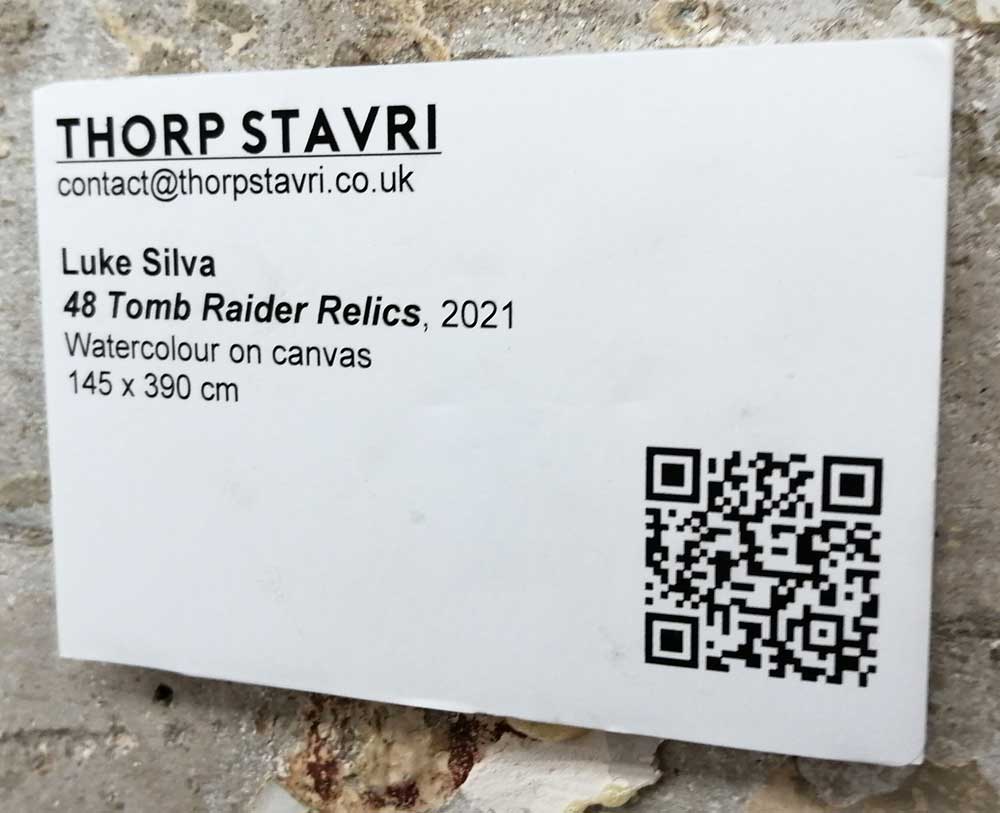 THORP STAVRI
contact@thorpstavri.co.uk
Luke Silva
48 Tomb Raider Relics, 2021
Watercolour on canvas
145 x 390 cm